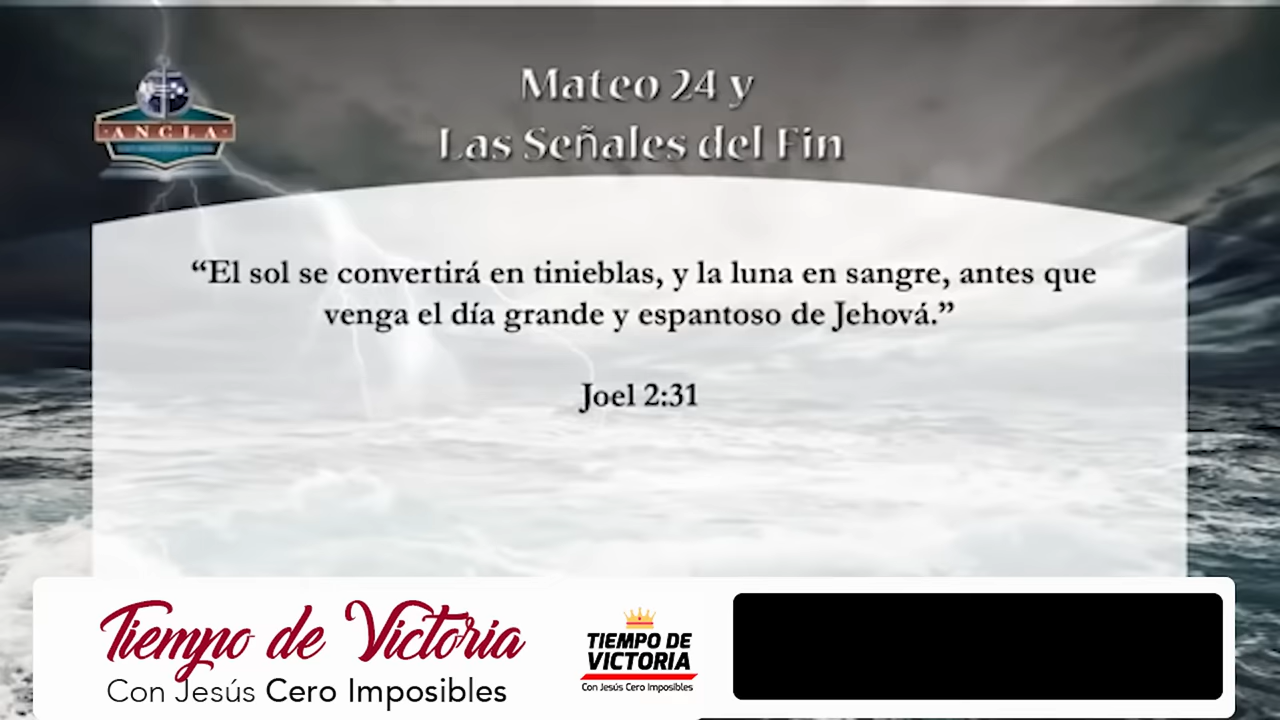 Mateo 24 y
Las Señales del Fin
ANCLA
“El sol se convertirá en tinieblas, y la luna en sangre, antes que
venga el día grande y espantoso de Jehová.”
Joel 2:31
Tiempo de Victoria
Con Jesús Cero Imposibles
TIEMPO DE
VICTORIA
Con Jesús Cero Imposibles